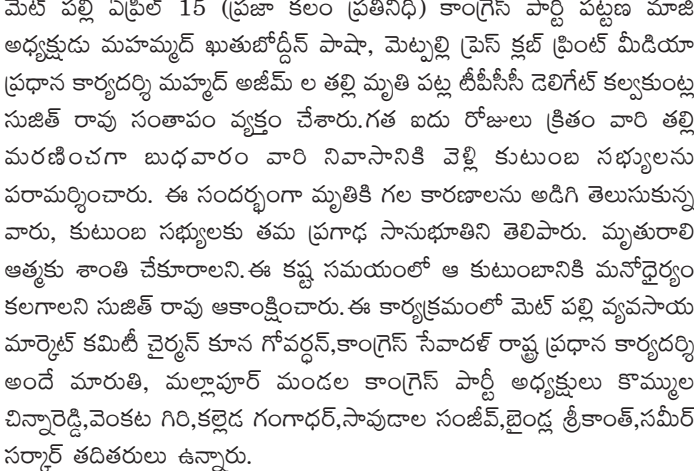 మెట్ పల్లి ఏప్రిల్ 15 (ప్రజా కలం ప్రతినిధి) కాంగ్రెస్ పార్టీ పట్టణ మాజీ
అధ్యక్షుడు మహమ్మద్ ఖుతుబోద్దీన్ పాషా, మెట్పల్లి ప్రెస్ క్లబ్ ప్రింట్ మీడియా
ప్రధాన కార్యదర్శి మహ్మద్ అజీమ్ ల తల్లి మృతి పట్ల టీపీసీసీ డెలిగేట్ కల్వకుంట్ల
సుజిత్ రావు సంతాపం వ్యక్తం చేశారు.గత ఐదు రోజులు క్రితం వారి తల్లి
మరణించగా బుధవారం వారి నివాసానికి వెళ్లి కుటుంబ సభ్యులను
పరామర్శించారు. ఈ సందర్భంగా మృతికి గల కారణాలను అడిగి తెలుసుకున్న
వారు, కుటుంబ సభ్యులకు తమ ప్రగాఢ సానుభూతిని తెలిపారు. మృతురాలి
ఆత్మకు శాంతి చేకూరాలని.ఈ కష్ట సమయంలో ఆ కుటుంబానికి మనోధైర్యం
కలగాలని సుజిత్ రావు ఆకాంక్షించారు.ఈ కార్యక్రమంలో మెట్ పల్లి వ్యవసాయ
మార్కెట్ కమిటీ చైర్మన్ కూన గోవర్ధన్,కాంగ్రెస్ సేవాదళ్ రాష్ట్ర ప్రధాన కార్యదర్శి
అందే మారుతి, మల్లాపూర్ మండల కాంగ్రెస్ పార్టీ అధ్యక్షులు కొమ్ముల
చిన్నారెడ్డి,వెంకట గిరి,కల్లెడ గంగాధర్,సావుడాల సంజీవ్,బైండ్ల శ్రీకాంత్,సమీర్
సర్కార్ తదితరులు ఉన్నారు.